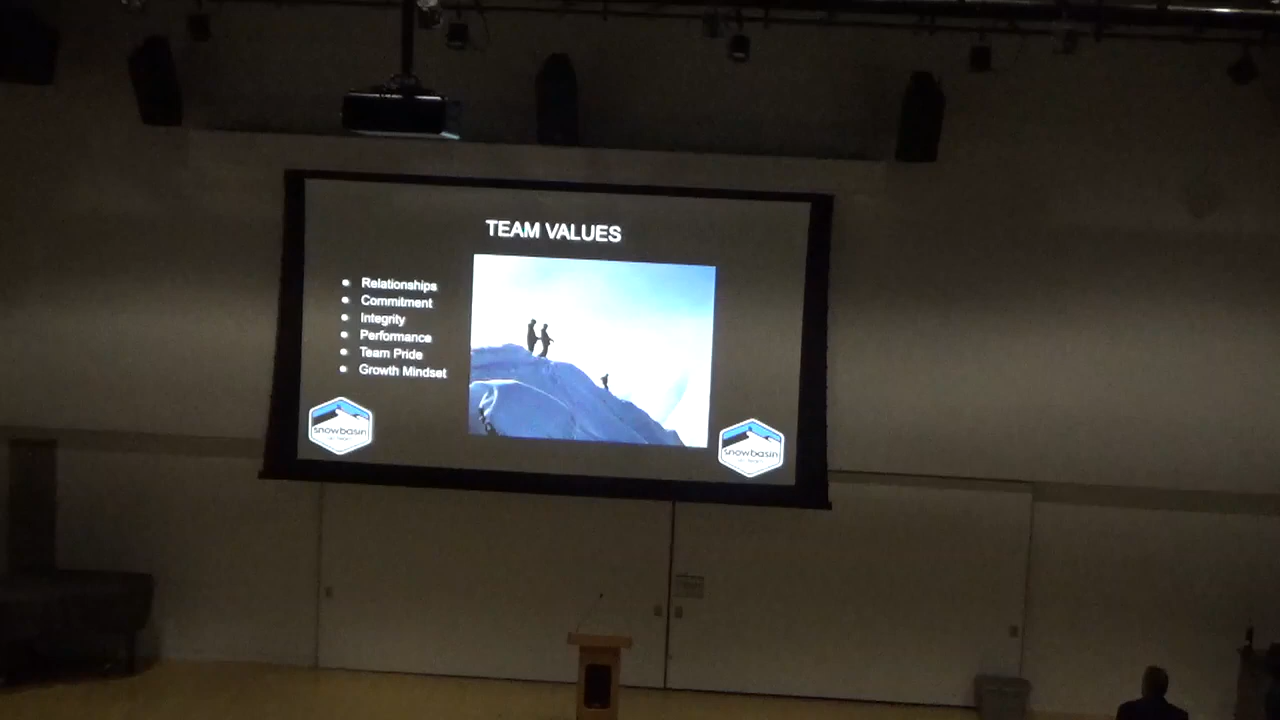 TEAM VALUES
Relationships
Commitment
Integrity
Performance
Team Pride
Growth Mindset
snowbasin
snowbasin